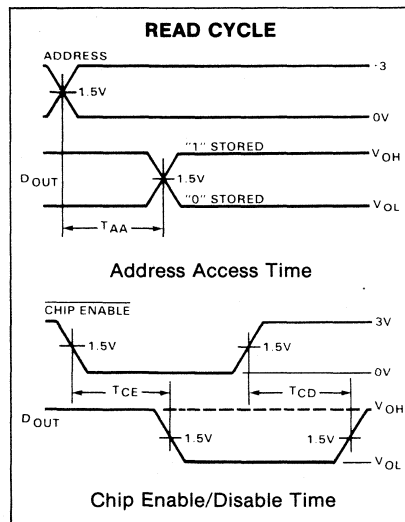 READ CYCLE
ADDRESS
·3
1.5V
0V
"1" STORED
VOH
DOUT
1.5V
"0" STORED
VOL
TAA
Address Access Time
CHIP ENABLE
3V
1.5V
1.5V
0V
TCE
TCD
VOH
DOUT
1.5V
1.5V
VOL
Chip Enable/Disable Time